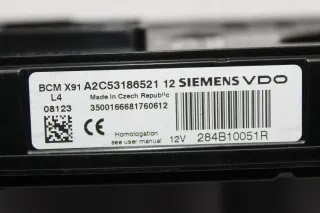 BCM X91 A2C53186521 12 SIEMENS VDO
L4 Made in Czech Republic
08123 3500166681760612
Homologation
see user manual 12V 284B10051R